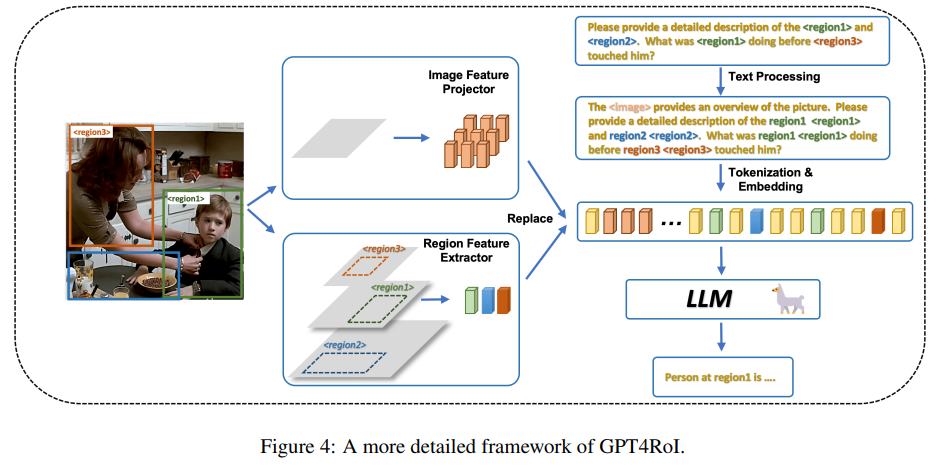 <region3>
<region1>
Image Feature
Projector
<region3>
Region Feature
Extractor
<region1>
<region2>
Replace
Please provide a detailed description of the <region1> and
<region2>. What was <region1> doing before <region3>
touched him?
Text Processing
The <image> provides an overview of the picture. Please
provide a detailed description of the region1 <region1>
and region2 <region2>. What was region1 <region1> doing
before region3 <region3> touched him?
Tokenization &
Embedding
...
LLM
Person at region1 is ....
Figure 4: A more detailed framework of GPT4RoI.